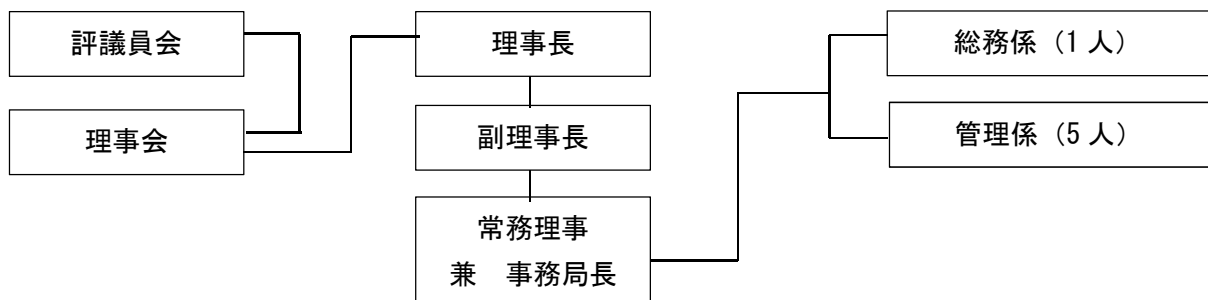 評議員会
理事会
理事長
副理事長
常務理事
兼　事務局長
総務係（1人）
管理係（5人）